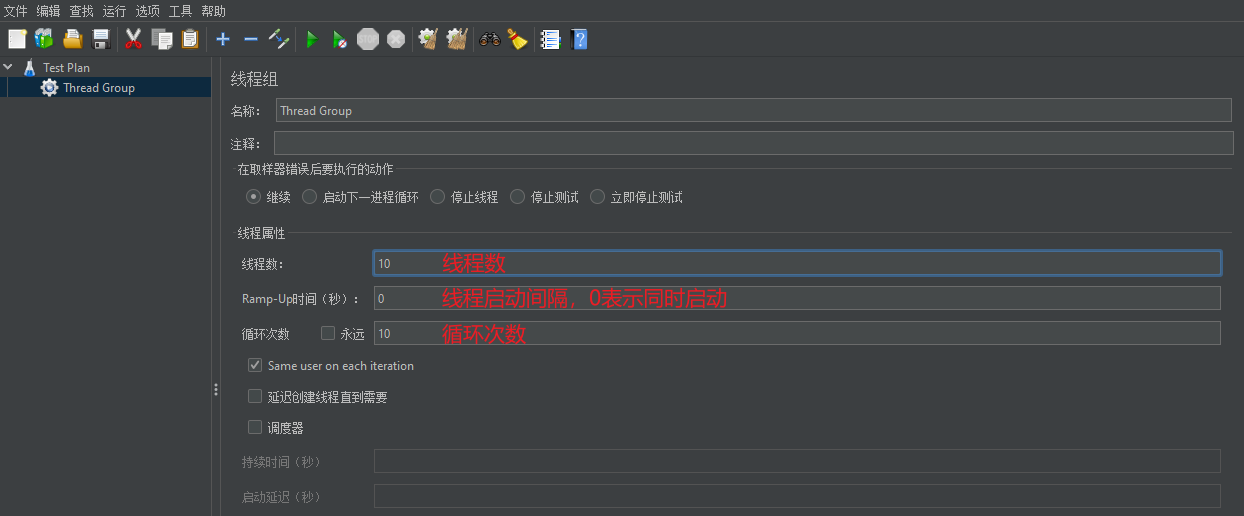 文件 编辑 查找 运行 选项 工具 帮助
STOP
Test Plan
Thread Group
线程组
名称: Thread Group
注释:
在取样器错误后要执行的动作
继续 启动下一进程循环 停止线程 停止测试 立即停止测试
线程属性
线程数: 10 线程数
Ramp-Up时间（秒）: 0 线程启动间隔，0表示同时启动
循环次数 永远 10 循环次数
Same user on each iteration
延迟创建线程直到需要
调度器
持续时间（秒）
启动延迟（秒）